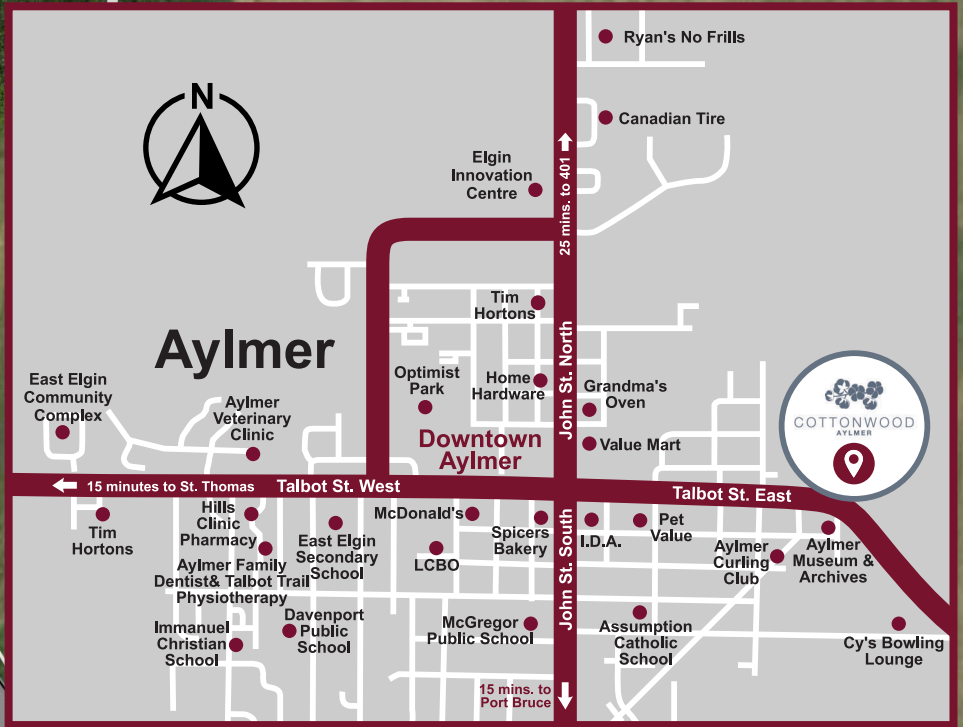 Ryan's No Frills
N
Canadian Tire
25 mins. to 401
Elgin
Innovation
Centre
Tim
Hortons
John St. North
Aylmer
East Elgin
Community
Complex
Aylmer
Veterinary
Clinic
Optimist
Park
Home
Hardware
Grandma's
Oven
COTTONWOOD
AYLMER
Downtown
Aylmer
Value Mart
15 minutes to St. Thomas
Talbot St. West
Talbot St. East
Tim
Hortons
Hills
Clinic
Pharmacy
East Elgin
Secondary
School
McDonald's
LCBO
Spicers
Bakery
John St. South
I.D.A.
Pet
Value
Aylmer
Curling
Club
Aylmer
Museum &
Archives
Aylmer Family
Dentist& Talbot Trail
Physiotherapy
Immanuel
Christian
School
Davenport
Public
School
McGregor
Public School
Assumption
Catholic
School
Cy's Bowling
Lounge
15 mins. to
Port Bruce